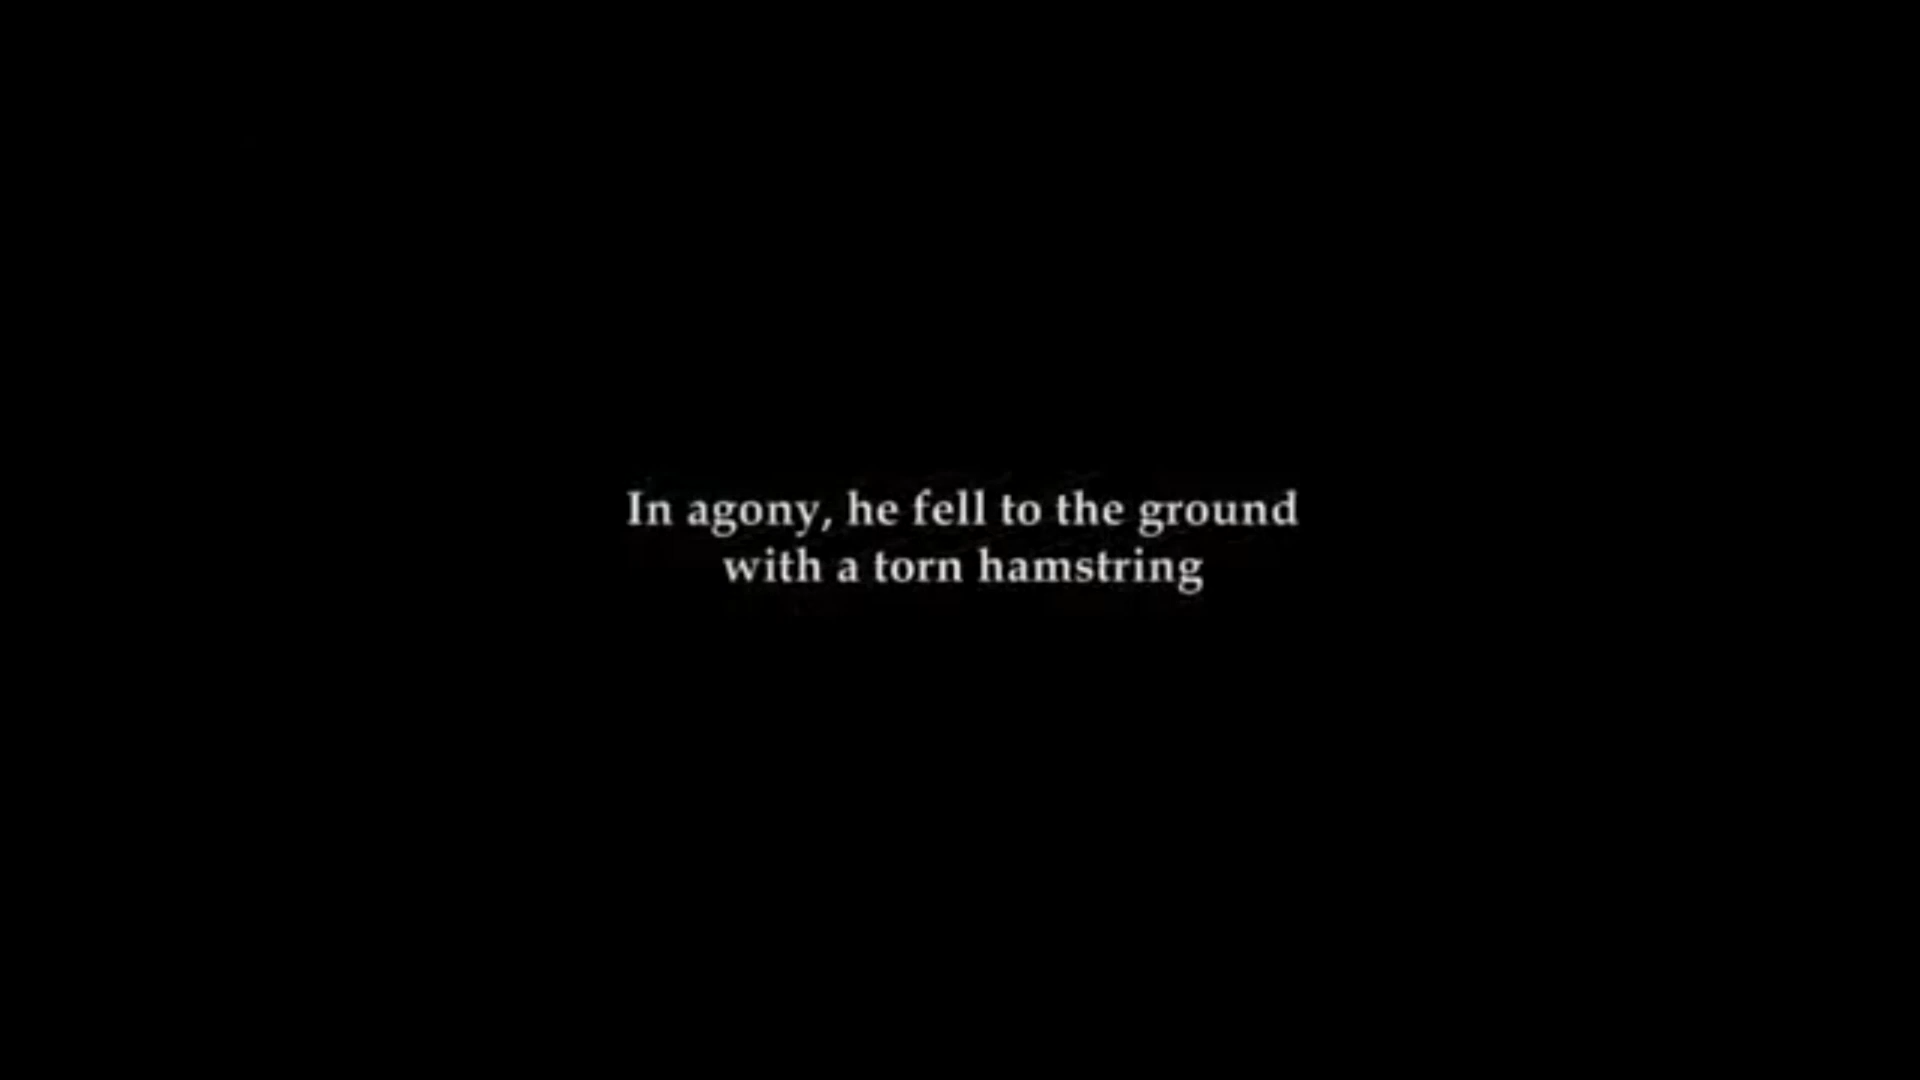 In agony, he fell to the ground
with a torn hamstring